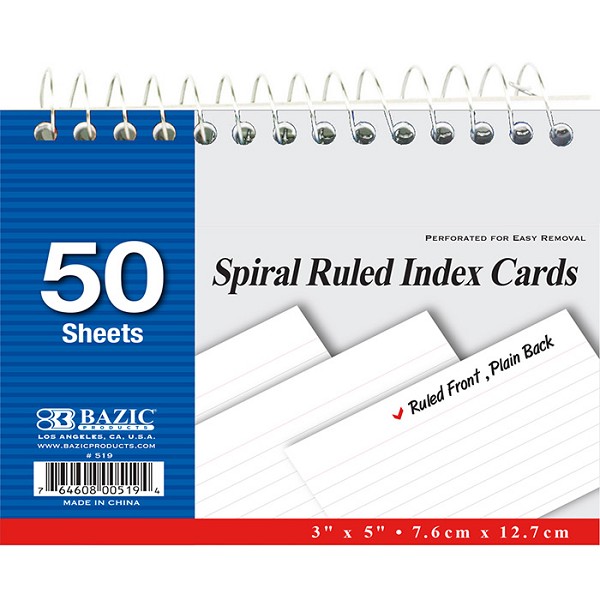 PERFORATED FOR EASY REMOVAL
Spiral Ruled Index Cards
50
Sheets
Ruled Front , Plain Back
BAZIC
PRODUCTS
LOS ANGELES, CA, U.S.A.
WWW.BAZICPRODUCTS.COM
# 519
7 64608 00519 4
MADE IN CHINA
3" x 5" • 7.6cm x 12.7cm